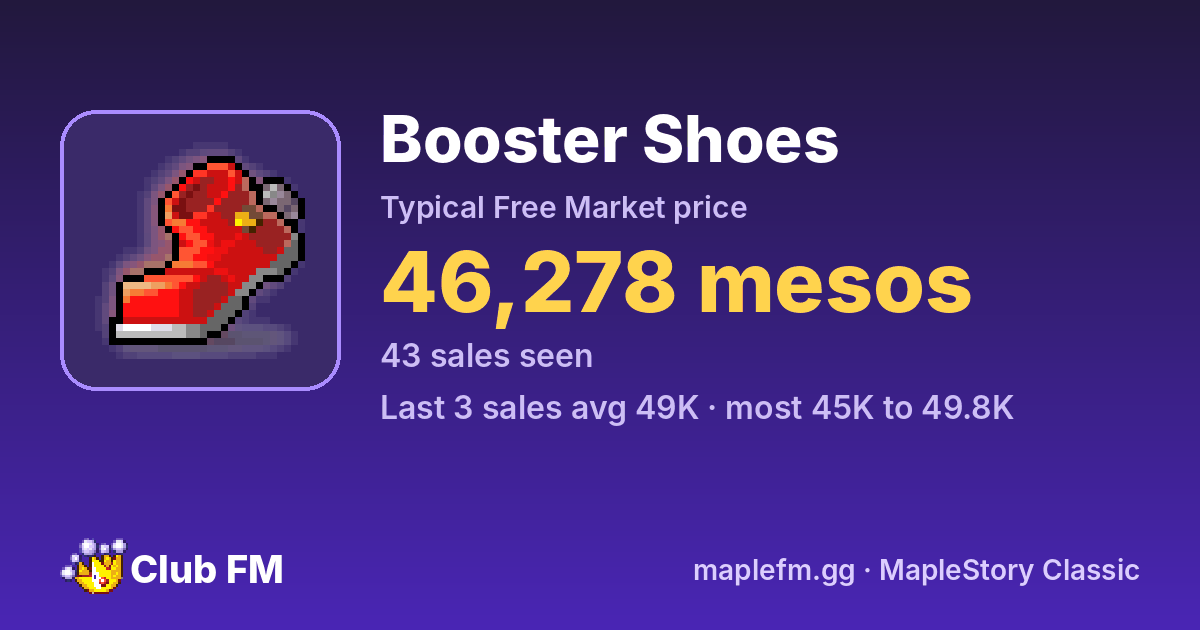 Booster Shoes
Typical Free Market price
46,278 mesos
43 sales seen
Last 3 sales avg 49K · most 45K to 49.8K
Club FM
maplefm.gg · MapleStory Classic